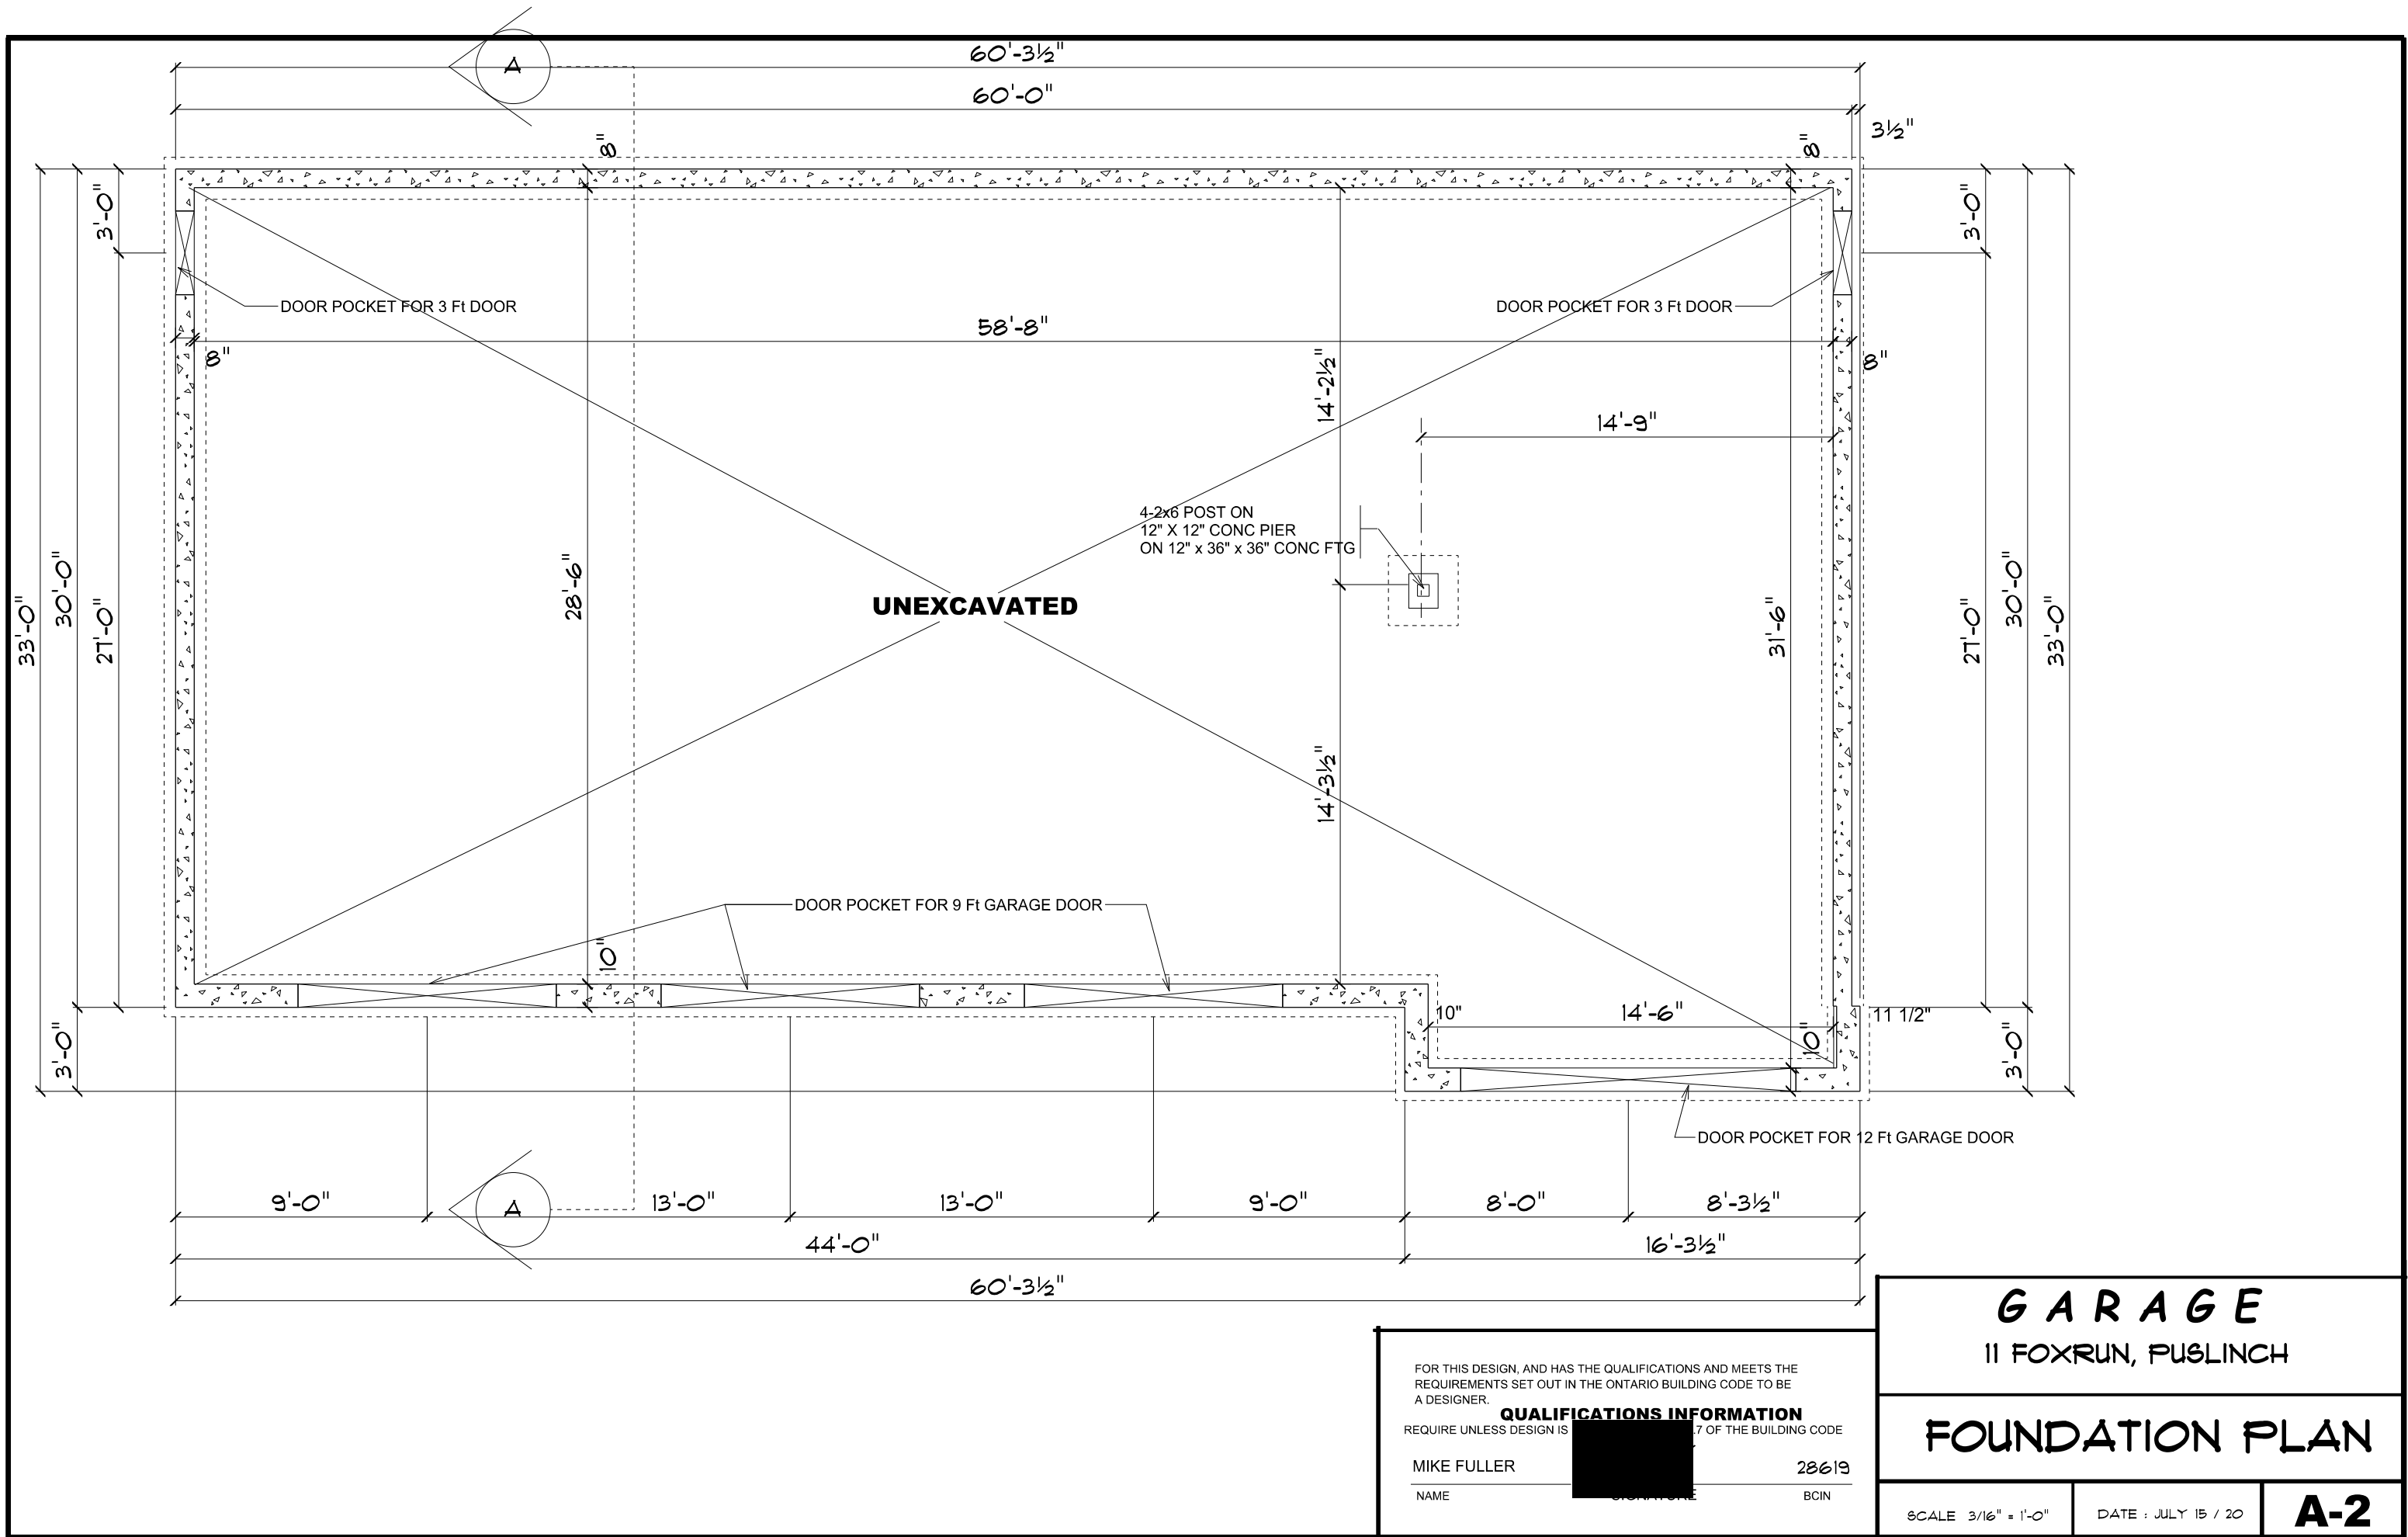 A
60'-3½"
60'-0"
3½"
8"
8"
3'-0"
3'-0"
DOOR POCKET FOR 3 Ft DOOR
DOOR POCKET FOR 3 Ft DOOR
58'-8"
8"
8"
14'-2½"
14'-9"
4-2x6 POST ON
12" X 12" CONC PIER
ON 12" x 36" x 36" CONC FTG
33'-0"
30'-0"
27'-0"
28'-6"
UNEXCAVATED
31'-6"
27'-0"
30'-0"
33'-0"
14'-3½"
DOOR POCKET FOR 9 Ft GARAGE DOOR
10"
10"
14'-6"
10"
11 1/2"
3'-0"
3'-0"
DOOR POCKET FOR 12 Ft GARAGE DOOR
9'-0"
A
13'-0"
13'-0"
9'-0"
8'-0"
8'-3½"
44'-0"
16'-3½"
60'-3½"
GARAGE
11 FOXRUN, PUSLINCH
FOUNDATION PLAN
SCALE 3/16" = 1'-0"
DATE : JULY 15 / 20
A-2
FOR THIS DESIGN, AND HAS THE QUALIFICATIONS AND MEETS THE
REQUIREMENTS SET OUT IN THE ONTARIO BUILDING CODE TO BE
A DESIGNER.
QUALIFICATIONS INFORMATION
REQUIRE UNLESS DESIGN IS .7 OF THE BUILDING CODE
MIKE FULLER 28619
NAME SIGNATURE BCIN